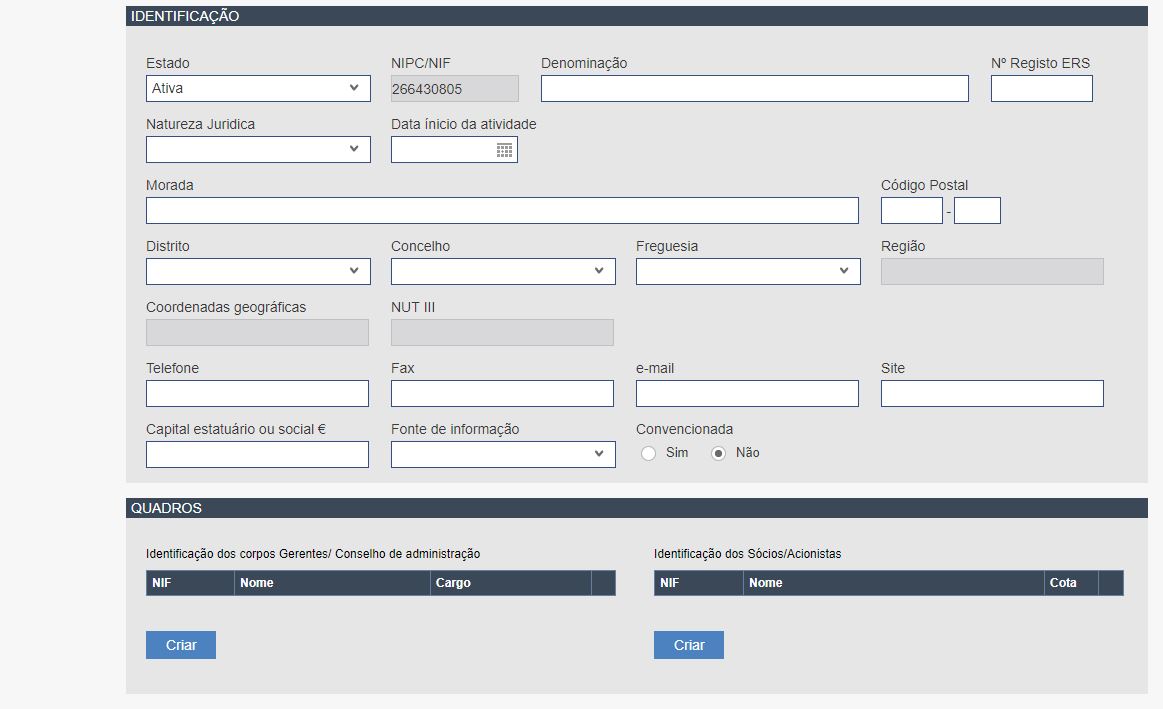 IDENTIFICAÇÃO
Estado NIPC/NIF Denominação Nº Registo ERS
Ativa 266430805
Natureza Juridica Data ínicio da atividade
Morada Código Postal
-
Distrito Concelho Freguesia Região
Coordenadas geográficas NUT III
Telefone Fax e-mail Site
Capital estatuário ou social € Fonte de informação Convencionada
Sim Não
QUADROS
Identificação dos corpos Gerentes/ Conselho de administração Identificação dos Sócios/Acionistas
NIF Nome Cargo NIF Nome Cota
Criar Criar